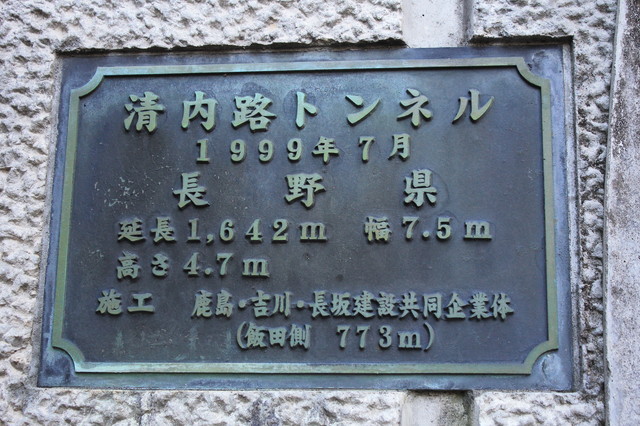 清内路トンネル
1999年7月
長野県
延長1,642m 幅7.5m
高さ4.7m
施工 鹿島・吉川・長坂建設共同企業体
(飯田側 773m)